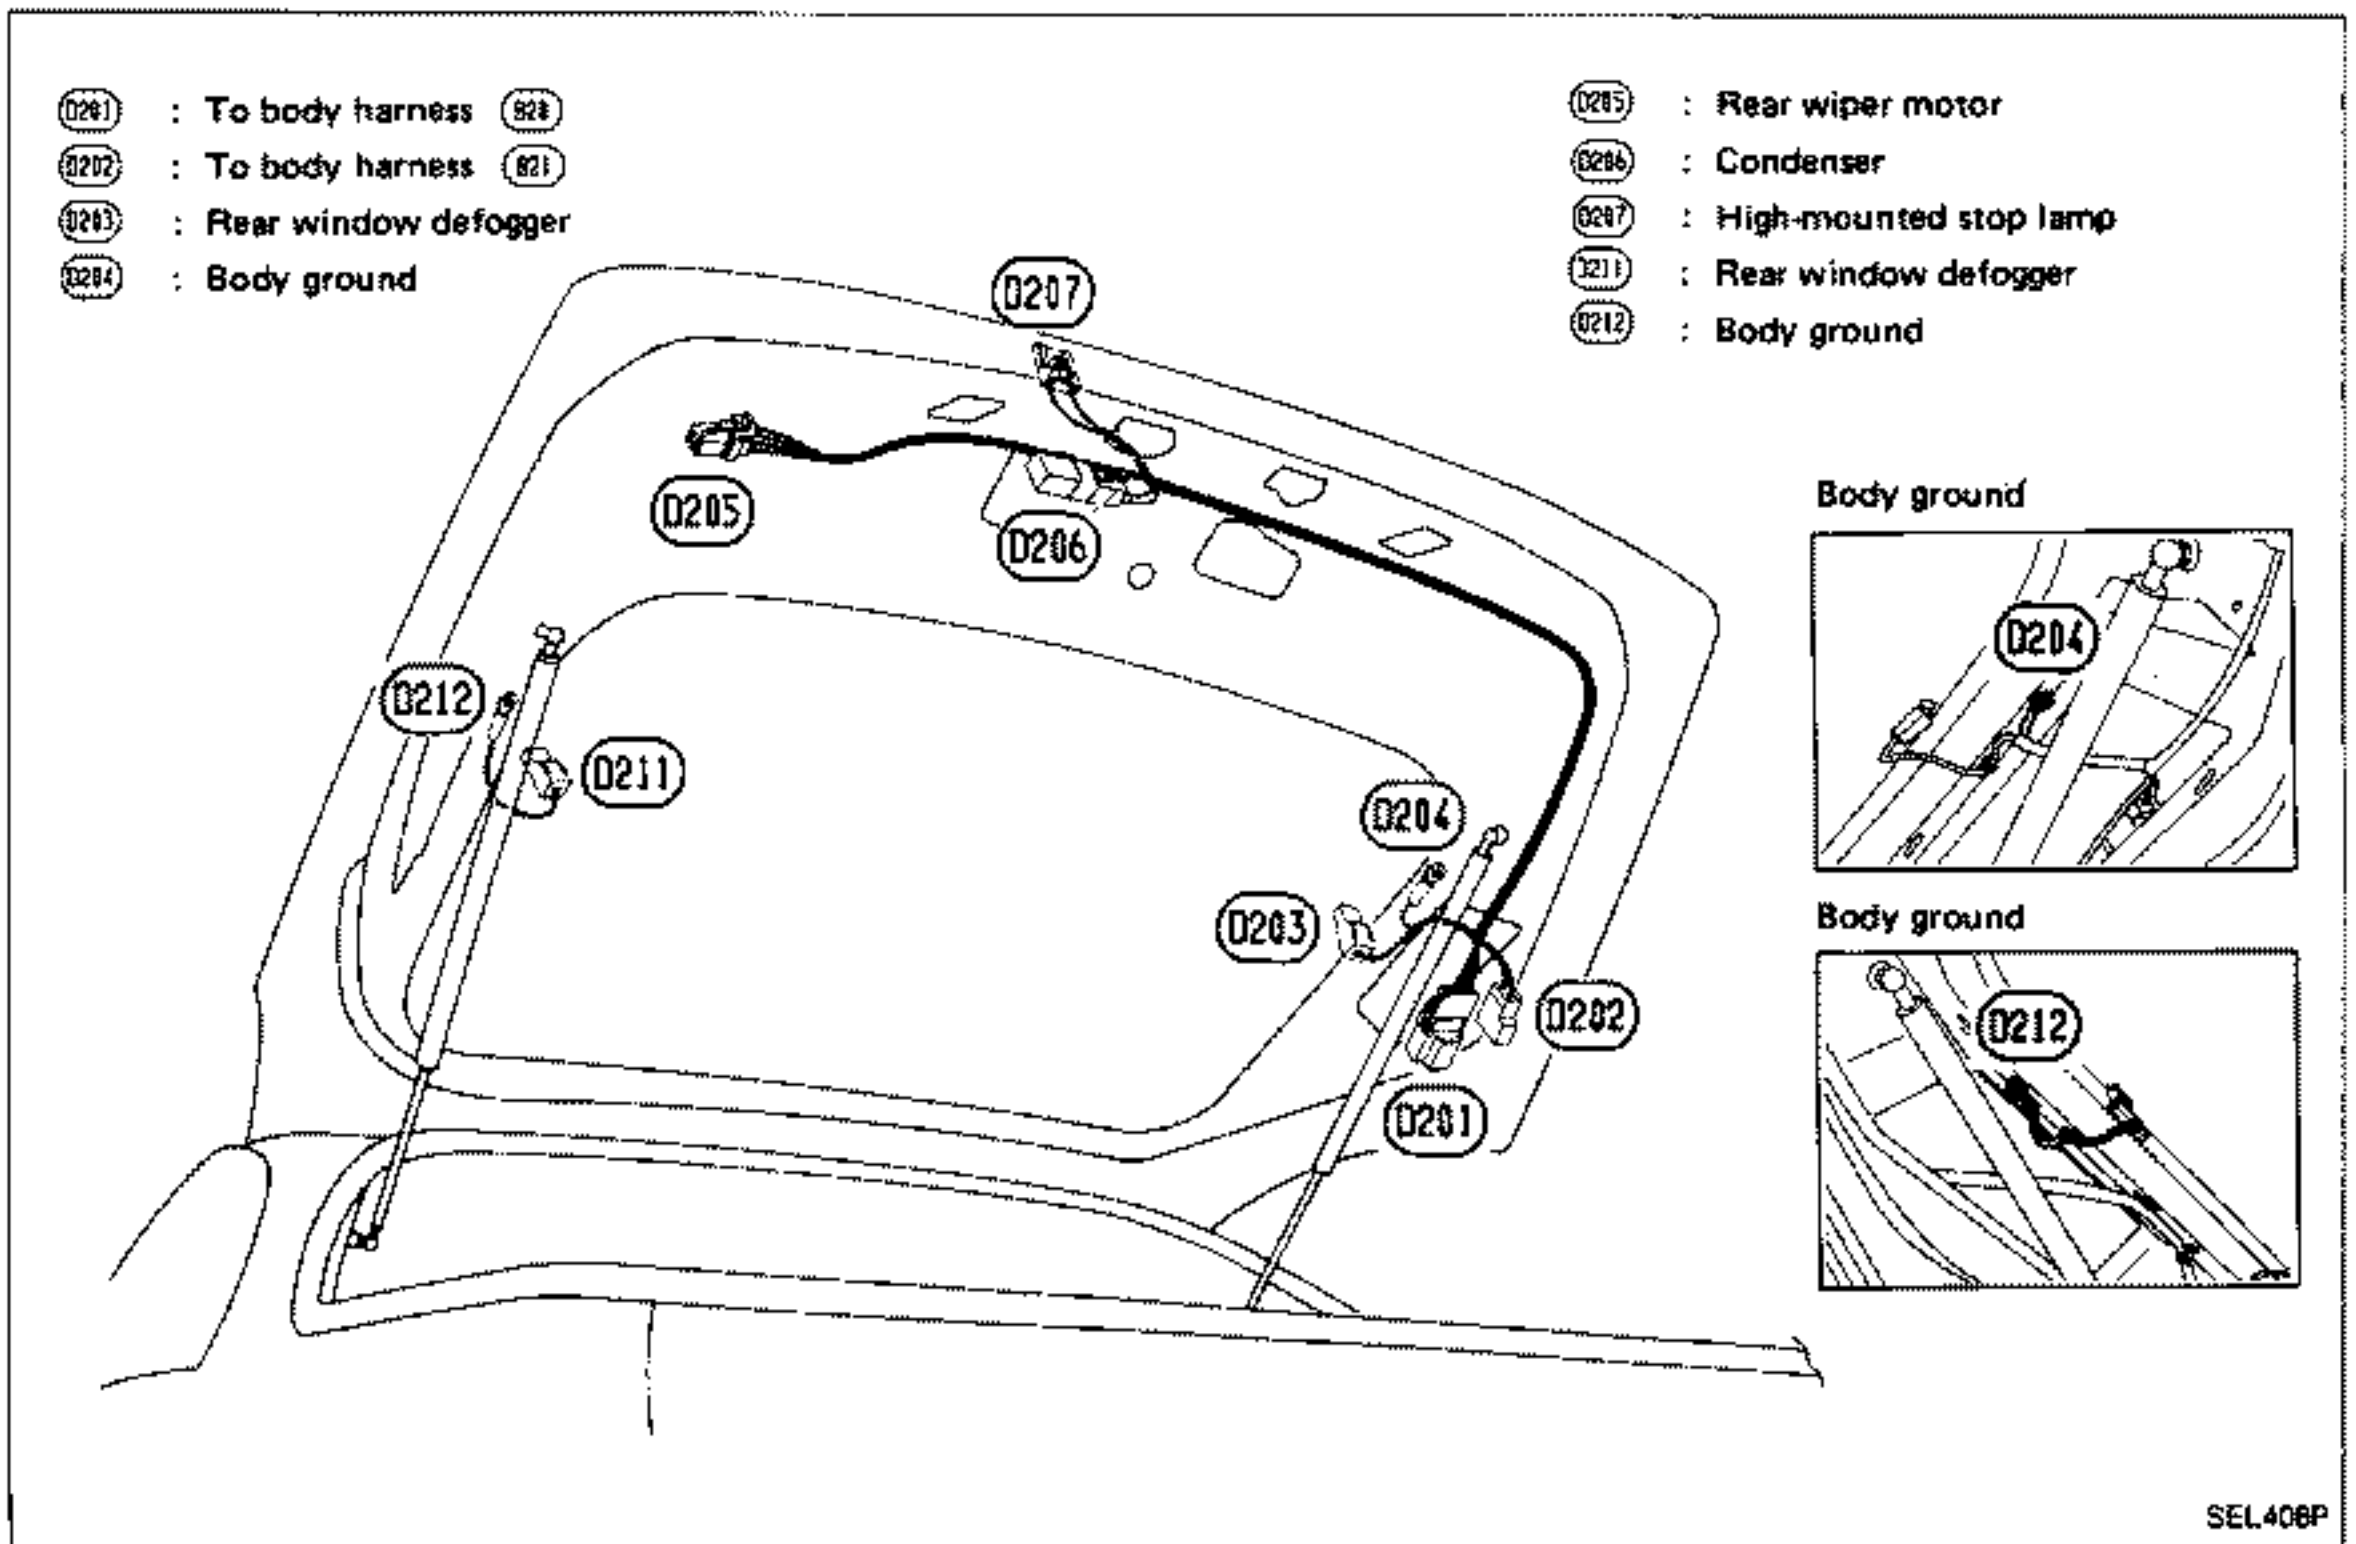 D201 : To body harness B20
D202 : To body harness B21
D203 : Rear window defogger
D204 : Body ground
D205 : Rear wiper motor
D206 : Condenser
D207 : High-mounted stop lamp
D211 : Rear window defogger
D212 : Body ground
D207
D205
D206
D212
D211
D204
D203
D202
D201
Body ground
D204
Body ground
D212
SEL408P